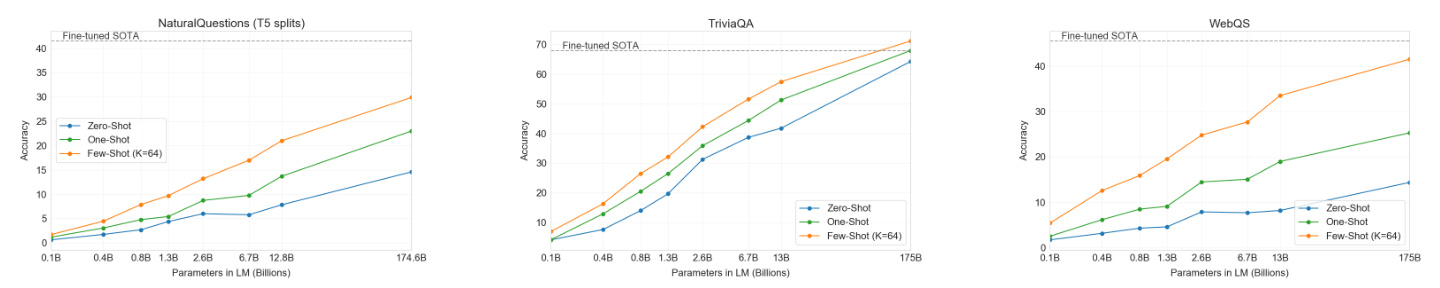 NaturalQuestions (T5 splits)
Fine-tuned SOTA
40
35
30
25
20
15
10
5
0
Accuracy
Zero-Shot
One-Shot
Few-Shot (K=64)
0.1B 0.4B 0.8B 1.3B 2.6B 6.7B 12.8B 174.6B
Parameters in LM (Billions)
TriviaQA
Fine-tuned SOTA
70
60
50
40
30
20
10
Accuracy
Zero-Shot
One-Shot
Few-Shot (K=64)
0.1B 0.4B 0.8B 1.3B 2.6B 6.7B 13B 175B
Parameters in LM (Billions)
WebQS
Fine-tuned SOTA
40
30
20
10
0
Accuracy
Zero-Shot
One-Shot
Few-Shot (K=64)
0.1B 0.4B 0.8B 1.3B 2.6B 6.7B 13B 175B
Parameters in LM (Billions)